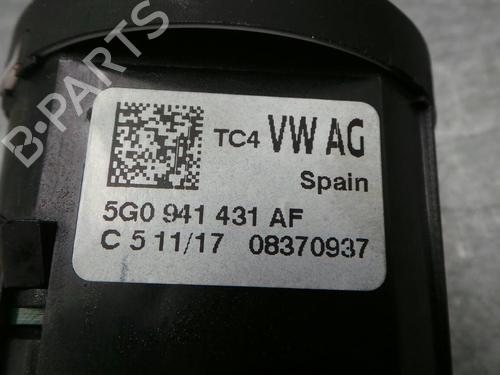 B-PARTS
TC4 VW AG
Spain
5G0 941 431 AF
C 5 11/17 08370937